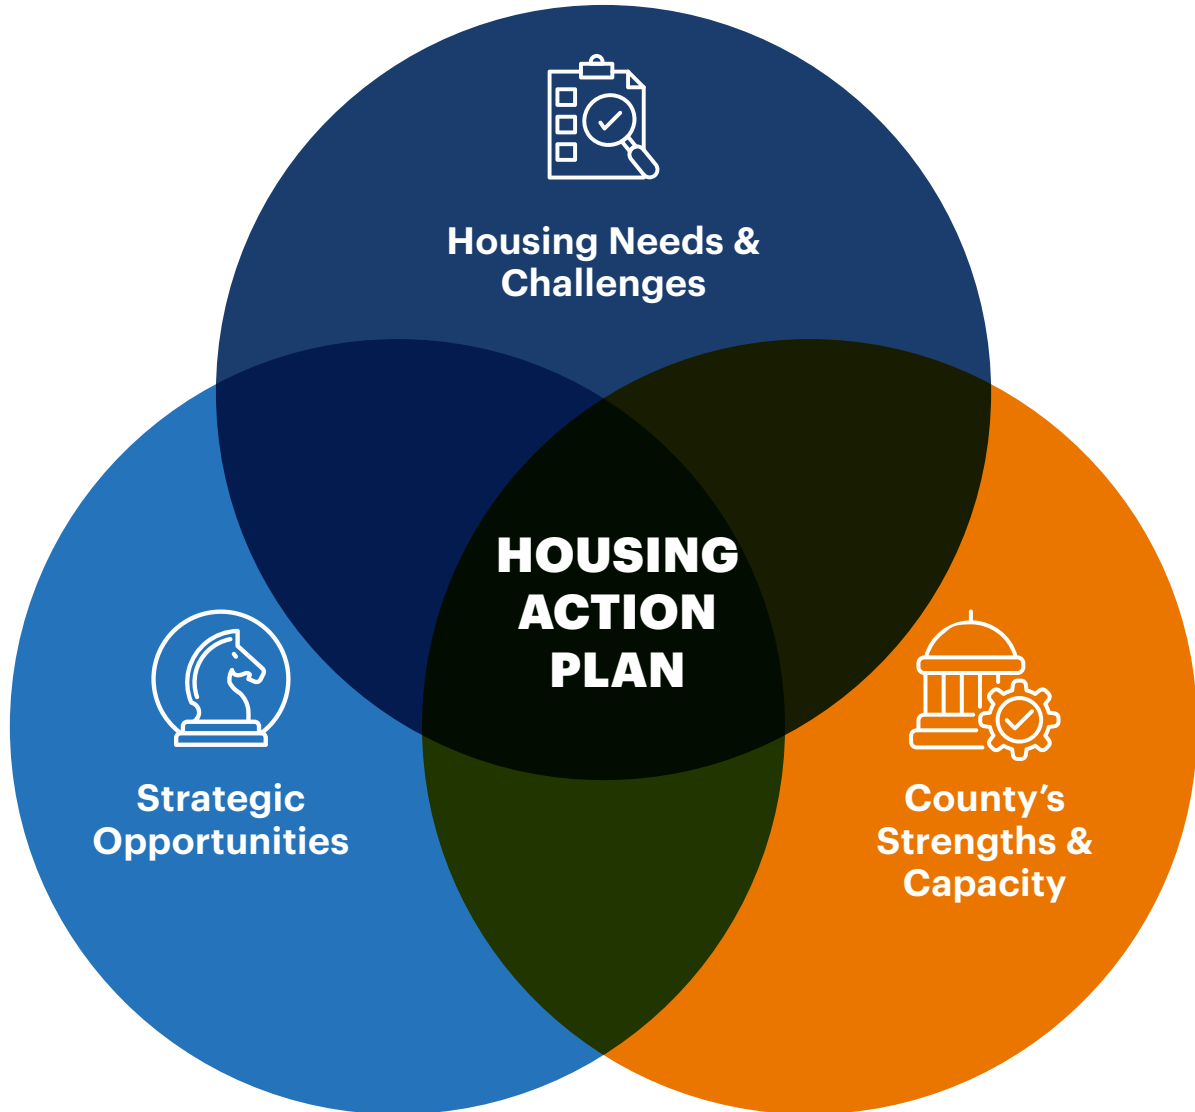 Housing Needs &
Challenges
HOUSING
ACTION
PLAN
Strategic
Opportunities
County’s
Strengths &
Capacity